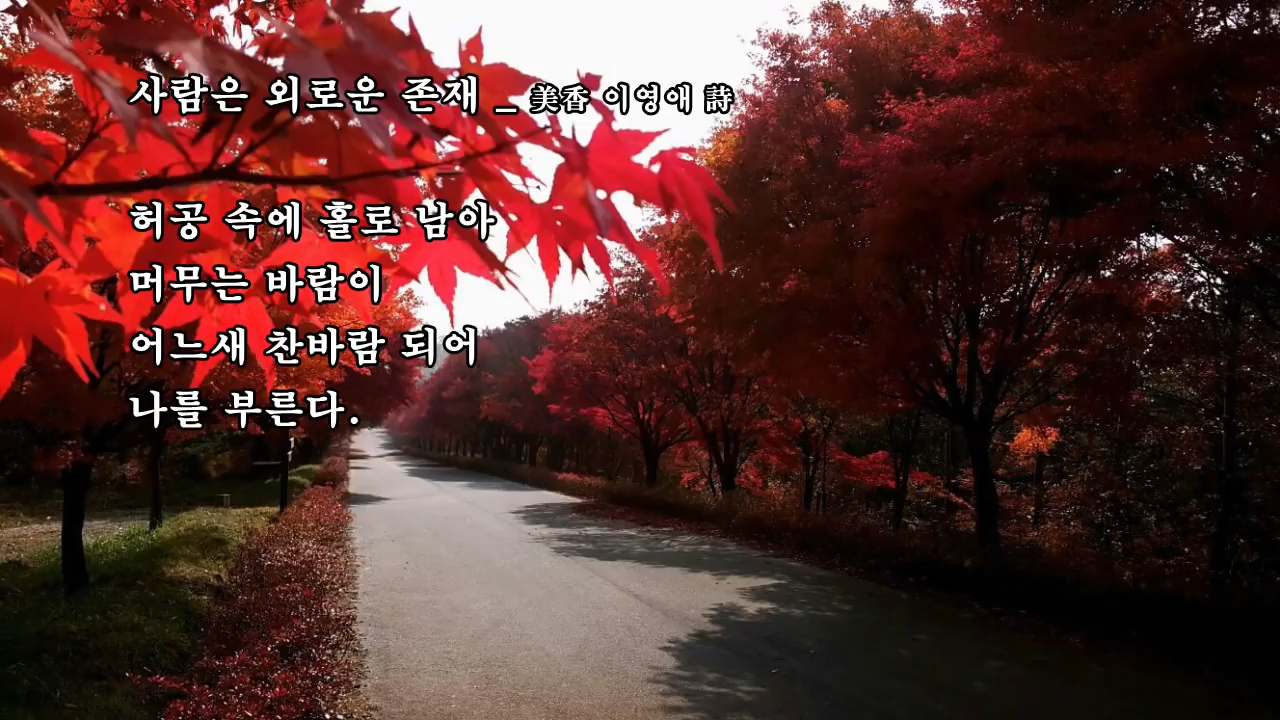 사람은 외로운 존재 _ 美香 이영애 詩
허공 속에 홀로 남아
머무는 바람이
어느새 찬바람 되어
나를 부른다.